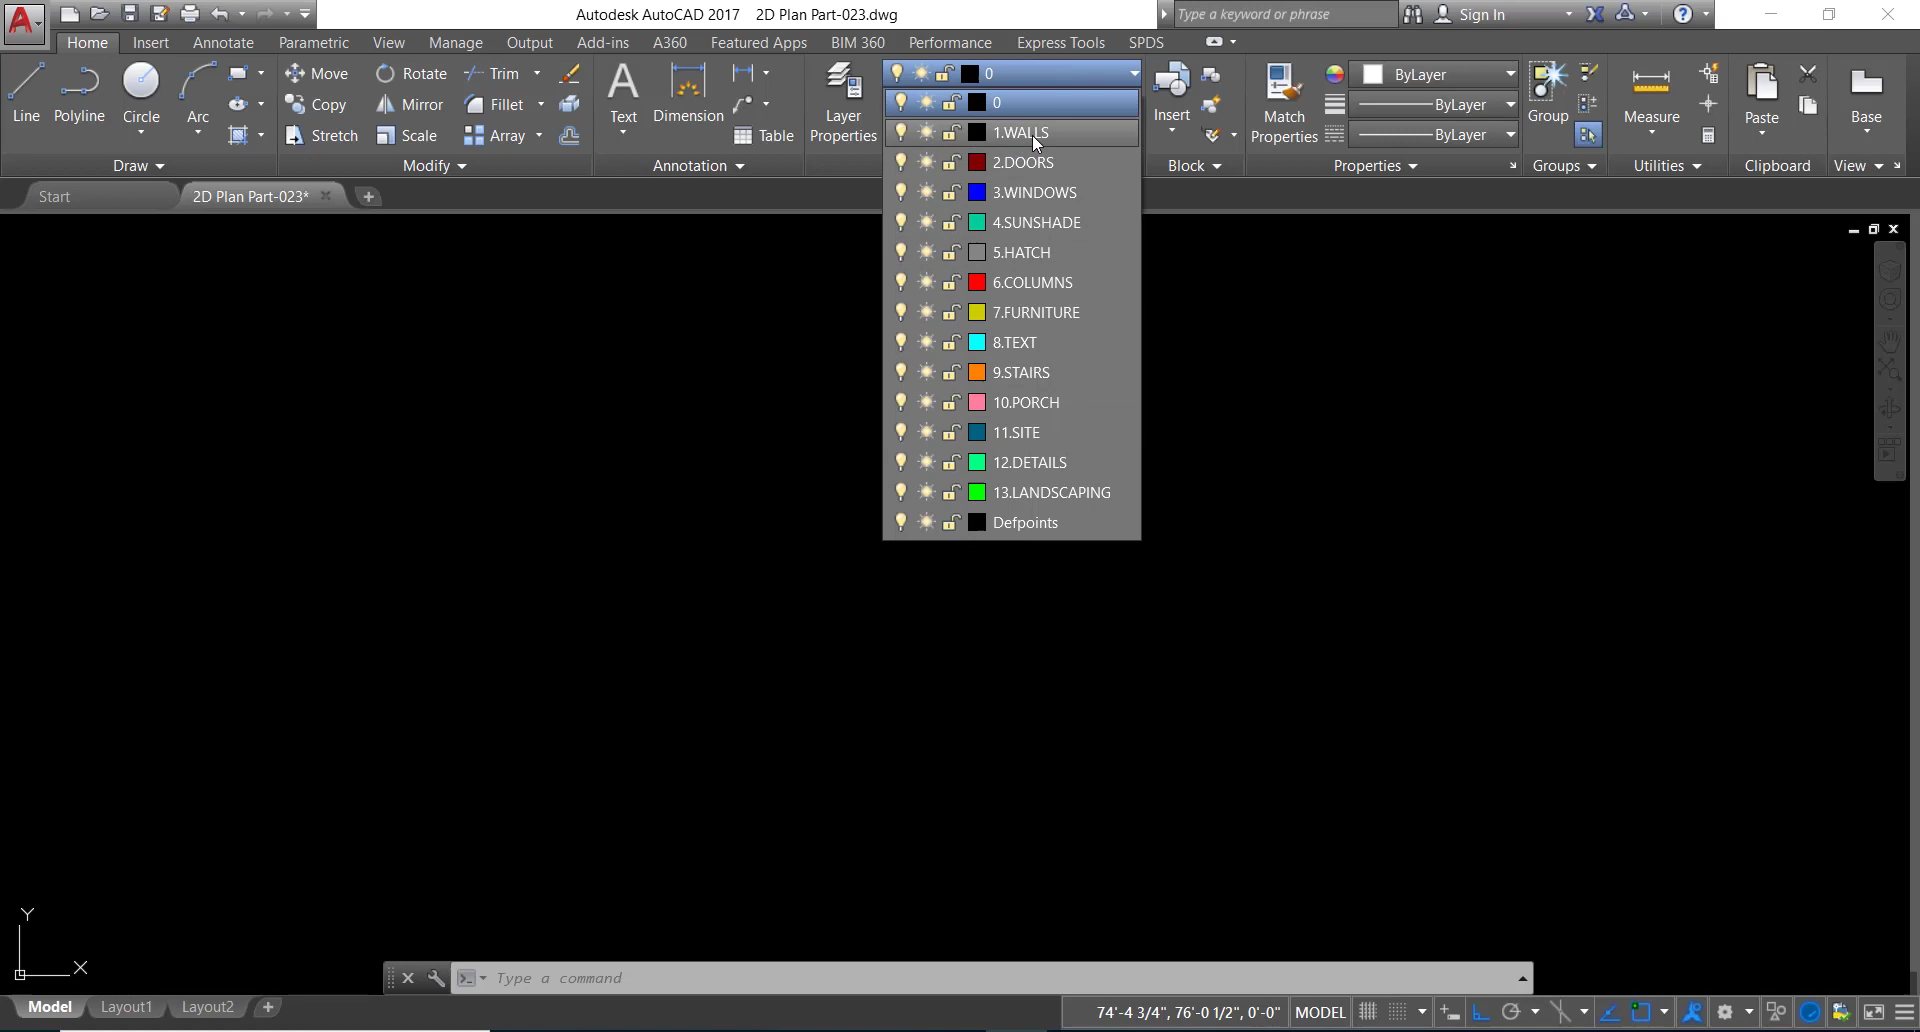 Autodesk AutoCAD 2017 2D Plan Part-023.dwg
Type a keyword or phrase
Sign In
Home Insert Annotate Parametric View Manage Output Add-ins A360 Featured Apps BIM 360 Performance Express Tools SPDS
Line Polyline Circle Arc
Draw
Move Rotate Trim
Copy Mirror Fillet
Stretch Scale Array
Modify
Text Dimension Table
Annotation
Layer Properties
0
0
1.WALLS
2.DOORS
3.WINDOWS
4.SUNSHADE
5.HATCH
6.COLUMNS
7.FURNITURE
8.TEXT
9.STAIRS
10.PORCH
11.SITE
12.DETAILS
13.LANDSCAPING
Defpoints
Insert
Block
Match Properties
ByLayer
ByLayer
ByLayer
Properties
Group
Groups
Measure
Utilities
Paste
Clipboard
Base
View
Start 2D Plan Part-023*
Y
X
Type a command
Model Layout1 Layout2
74'-4 3/4", 76'-0 1/2", 0'-0" MODEL